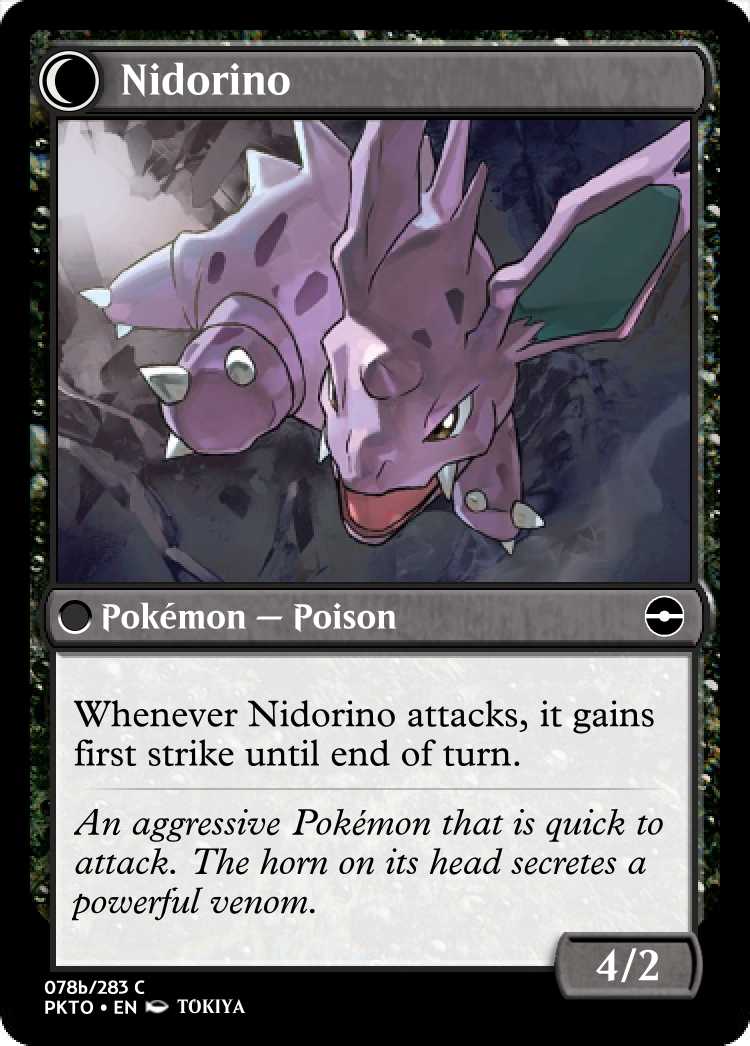 Nidorino
Pokémon — Poison
Whenever Nidorino attacks, it gains
first strike until end of turn.
An aggressive Pokémon that is quick to
attack. The horn on its head secretes a
powerful venom.
4/2
078b/283 C
PKTO • EN TOKIYA